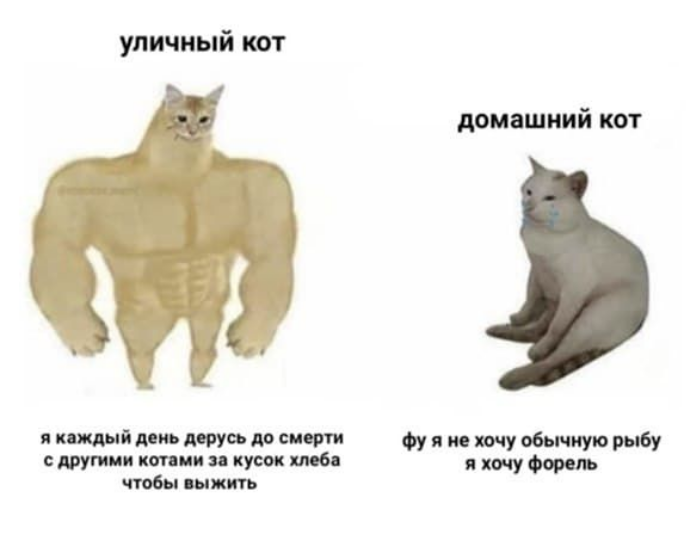 уличный кот
домашний кот
я каждый день дерусь до смерти
с другими котами за кусок хлеба
чтобы выжить
фу я не хочу обычную рыбу
я хочу форель